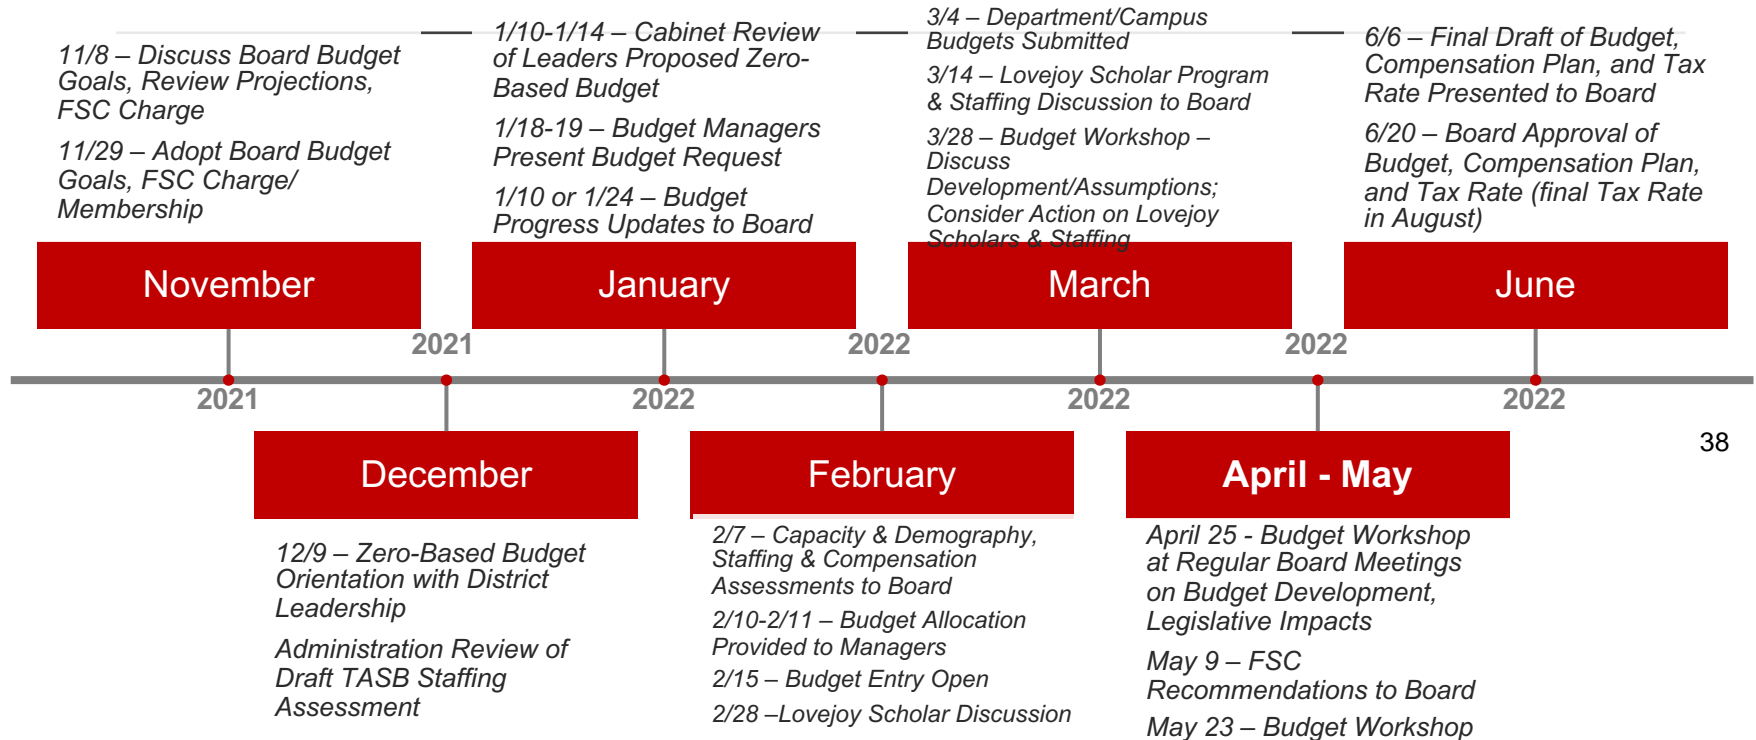 11/8 – Discuss Board Budget
Goals, Review Projections,
FSC Charge
11/29 – Adopt Board Budget
Goals, FSC Charge/
Membership
1/10-1/14 – Cabinet Review
of Leaders Proposed Zero-
Based Budget
1/18-19 – Budget Managers
Present Budget Request
1/10 or 1/24 – Budget
Progress Updates to Board
3/4 – Department/Campus
Budgets Submitted
3/14 – Lovejoy Scholar Program
& Staffing Discussion to Board
3/28 – Budget Workshop –
Discuss
Development/Assumptions;
Consider Action on Lovejoy
Scholars & Staffing
6/6 – Final Draft of Budget,
Compensation Plan, and Tax
Rate Presented to Board
6/20 – Board Approval of
Budget, Compensation Plan,
and Tax Rate (final Tax Rate
in August)
November
January
March
June
2021
2022
2022
2021
2022
2022
2022
38
December
February
April - May
12/9 – Zero-Based Budget
Orientation with District
Leadership
Administration Review of
Draft TASB Staffing
Assessment
2/7 – Capacity & Demography,
Staffing & Compensation
Assessments to Board
2/10-2/11 – Budget Allocation
Provided to Managers
2/15 – Budget Entry Open
2/28 –Lovejoy Scholar Discussion
April 25 - Budget Workshop
at Regular Board Meetings
on Budget Development,
Legislative Impacts
May 9 – FSC
Recommendations to Board
May 23 – Budget Workshop